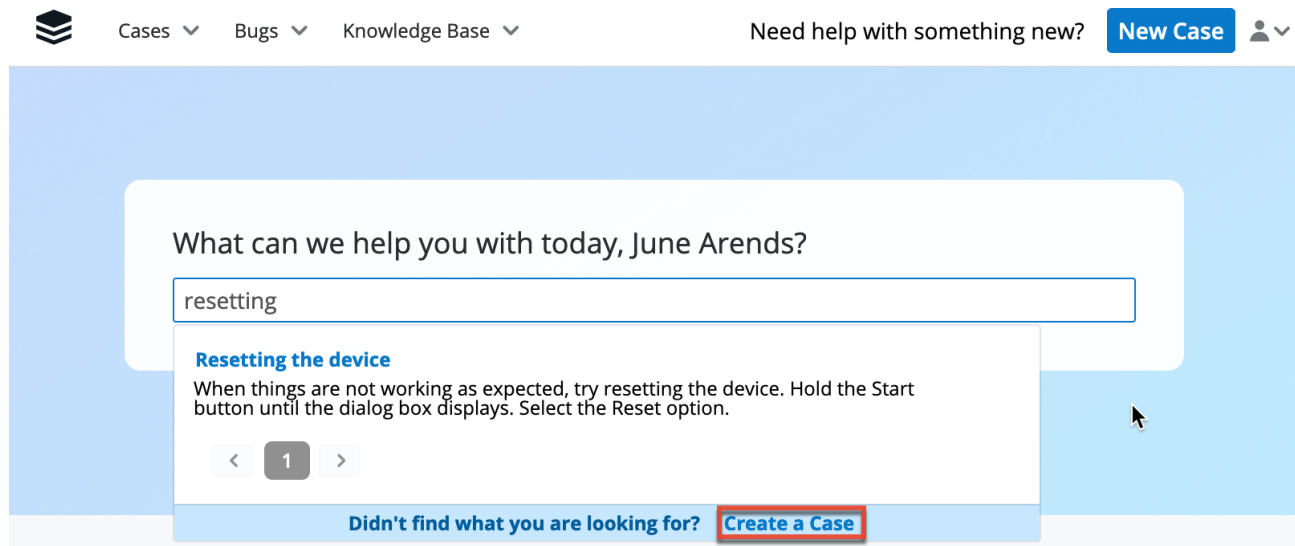 Cases Bugs Knowledge Base Need help with something new? New Case
What can we help you with today, June Arends?
resetting
Resetting the device
When things are not working as expected, try resetting the device. Hold the Start
button until the dialog box displays. Select the Reset option.
1
Didn't find what you are looking for? Create a Case